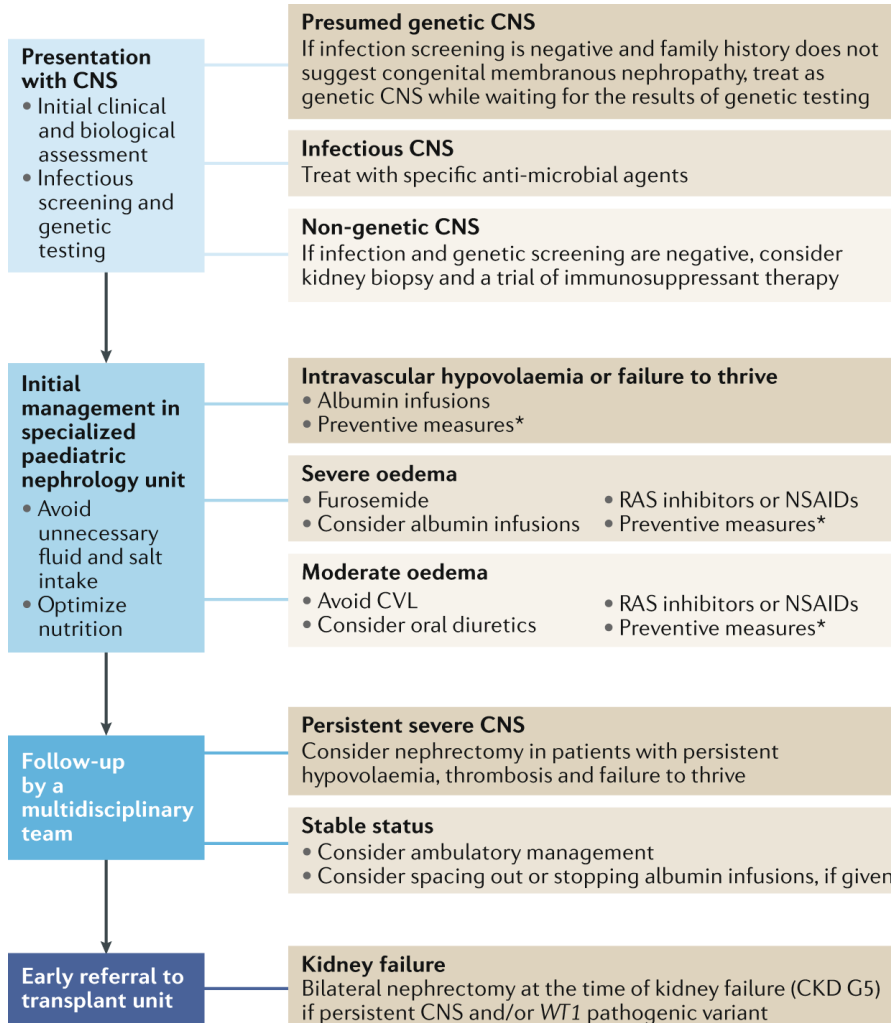 Presentation
with CNS
• Initial clinical
and biological
assessment
• Infectious
screening and
genetic
testing
Presumed genetic CNS
If infection screening is negative and family history does not
suggest congenital membranous nephropathy, treat as
genetic CNS while waiting for the results of genetic testing
Infectious CNS
Treat with specific anti-microbial agents
Non-genetic CNS
If infection and genetic screening are negative, consider
kidney biopsy and a trial of immunosuppressant therapy
Initial
management in
specialized
paediatric
nephrology unit
• Avoid
unnecessary
fluid and salt
intake
• Optimize
nutrition
Intravascular hypovolaemia or failure to thrive
• Albumin infusions
• Preventive measures*
Severe oedema
• Furosemide
• Consider albumin infusions
• RAS inhibitors or NSAIDs
• Preventive measures*
Moderate oedema
• Avoid CVL
• Consider oral diuretics
• RAS inhibitors or NSAIDs
• Preventive measures*
Follow-up
by a
multidisciplinary
team
Persistent severe CNS
Consider nephrectomy in patients with persistent
hypovolaemia, thrombosis and failure to thrive
Stable status
• Consider ambulatory management
• Consider spacing out or stopping albumin infusions, if given
Early referral to
transplant unit
Kidney failure
Bilateral nephrectomy at the time of kidney failure (CKD G5)
if persistent CNS and/or WT1 pathogenic variant